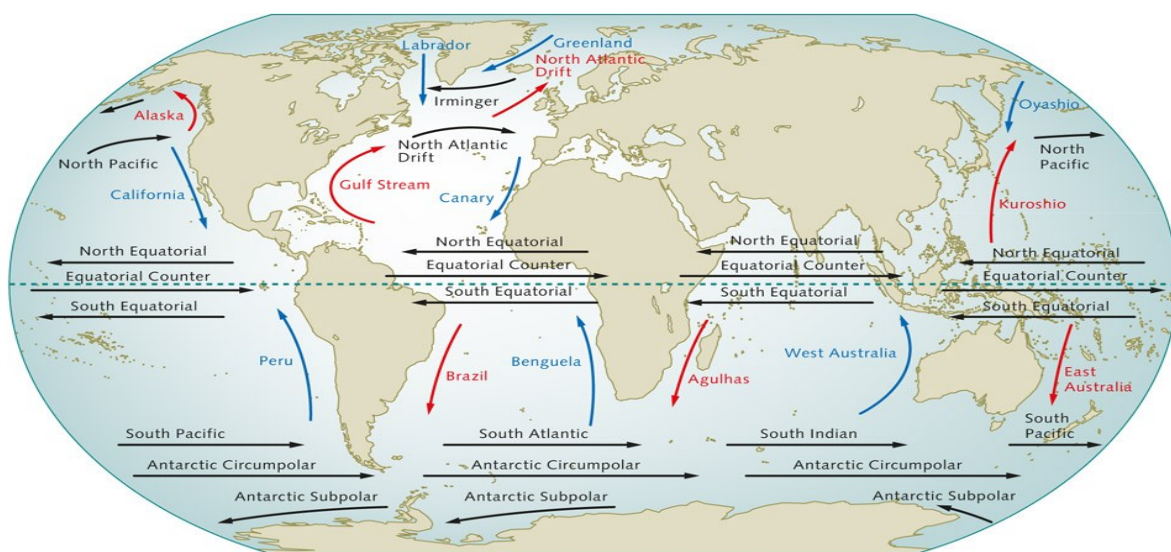 Labrador
Greenland
North Atlantic
Drift
Irminger
Alaska
Oyashio
North Pacific
North Atlantic
Drift
North
Pacific
California
Gulf Stream
Canary
Kuroshio
North Equatorial
North Equatorial
North Equatorial
North Equatorial
Equatorial Counter
Equatorial Counter
Equatorial Counter
Equatorial Counter
South Equatorial
South Equatorial
South Equatorial
South Equatorial
Peru
Brazil
Benguela
Agulhas
West Australia
East
Australia
South Pacific
South Atlantic
South Indian
South
Pacific
Antarctic Circumpolar
Antarctic Circumpolar
Antarctic Circumpolar
Antarctic Subpolar
Antarctic Subpolar
Antarctic Subpolar